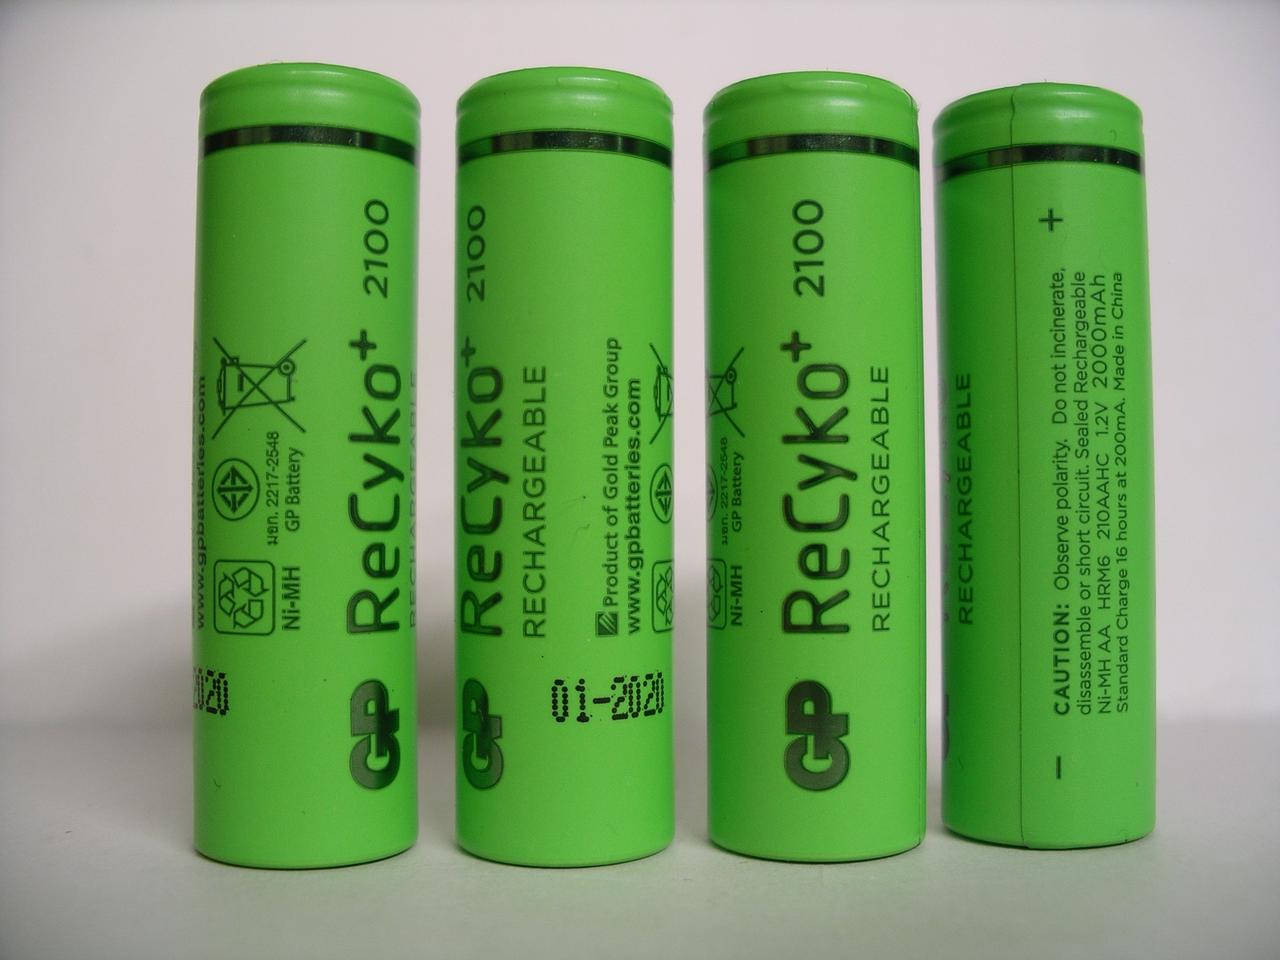 www.gpbatteries.com
มอก. 2217-2548
GP Battery
Ni-MH
2020
GP ReCyko+ 2100
GP ReCyko+ 2100
RECHARGEABLE
Product of Gold Peak Group
www.gpbatteries.com
01-2020
มอก. 2217-2548
GP Battery
Ni-MH
GP ReCyko+ 2100
RECHARGEABLE
RECHARGEABLE
− +
CAUTION: Observe polarity. Do not incinerate,
disassemble or short circuit. Sealed Rechargeable
Ni-MH AA HRM6 210AAHC 1.2V 2000mAh
Standard Charge 16 hours at 200mA. Made in China